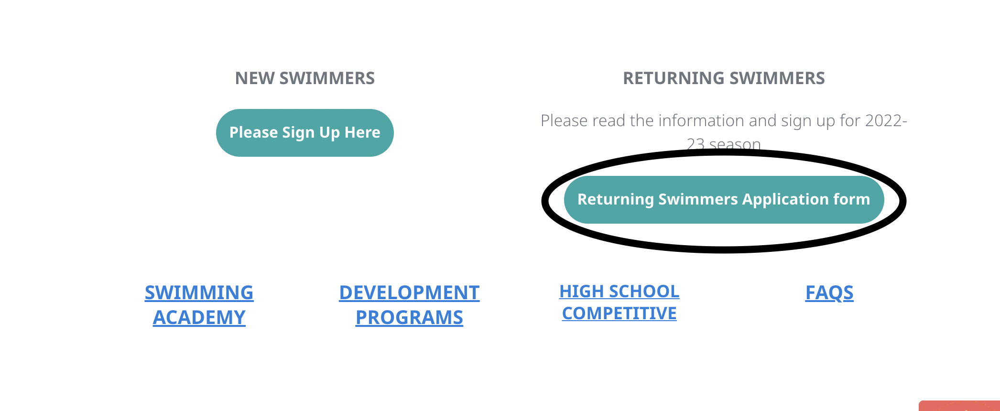 NEW SWIMMERS
Please Sign Up Here
RETURNING SWIMMERS
Please read the information and sign up for 2022-
23 season
Returning Swimmers Application form
SWIMMING
ACADEMY
DEVELOPMENT
PROGRAMS
HIGH SCHOOL
COMPETITIVE
FAQS